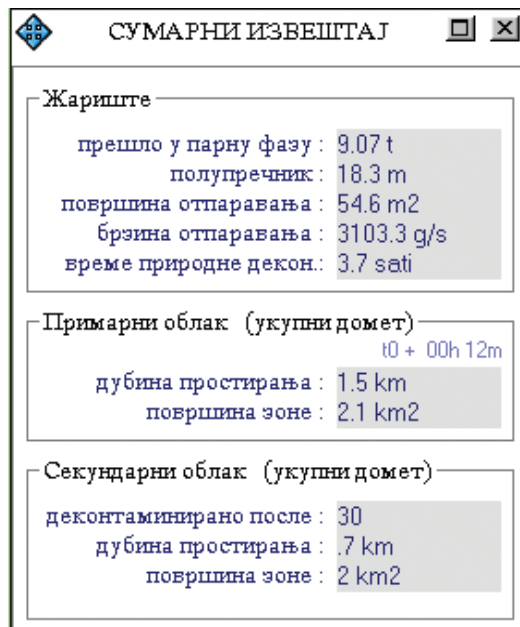 СУМАРНИ ИЗВЕШТАЈ
Жариште
прешло у парну фазу : 9.07 t
полупречник : 18.3 m
површина отпаравања : 54.6 m2
брзина отпаравања : 3103.3 g/s
време природне декон.: 3.7 sati
Примарни облак (укупни домет)
t0 + 00h 12m
дубина простирања : 1.5 km
површина зоне : 2.1 km2
Секундарни облак (укупни домет)
деконтаминирано после : 30
дубина простирања : .7 km
површина зоне : 2 km2